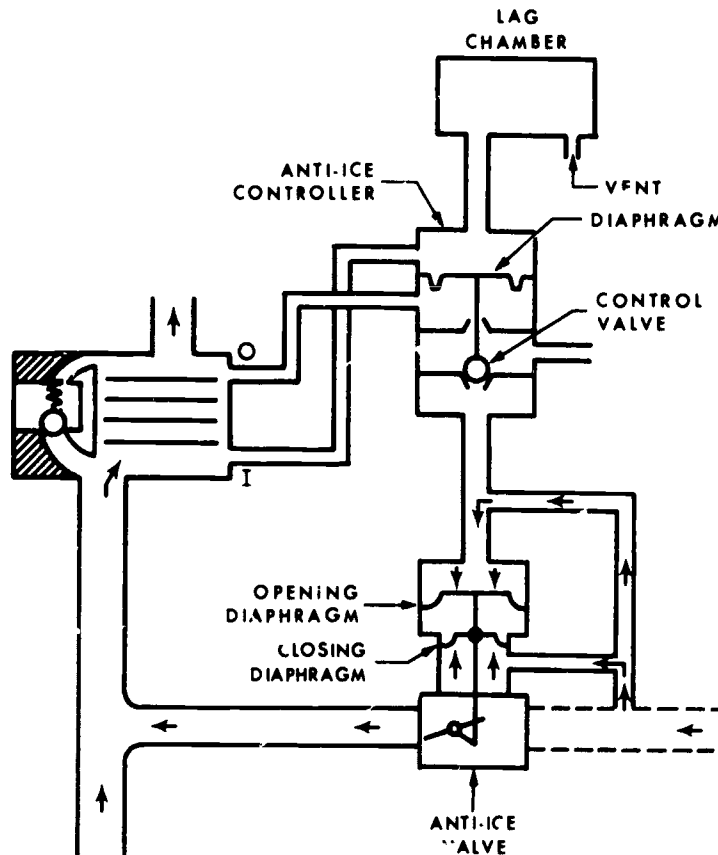 LAG
CHAMBER
ANTI-ICE
CONTROLLER
VENT
DIAPHRAGM
CONTROL
VALVE
O
I
OPENING
DIAPHRAGM
CLOSING
DIAPHRAGM
ANTI-ICE
VALVE